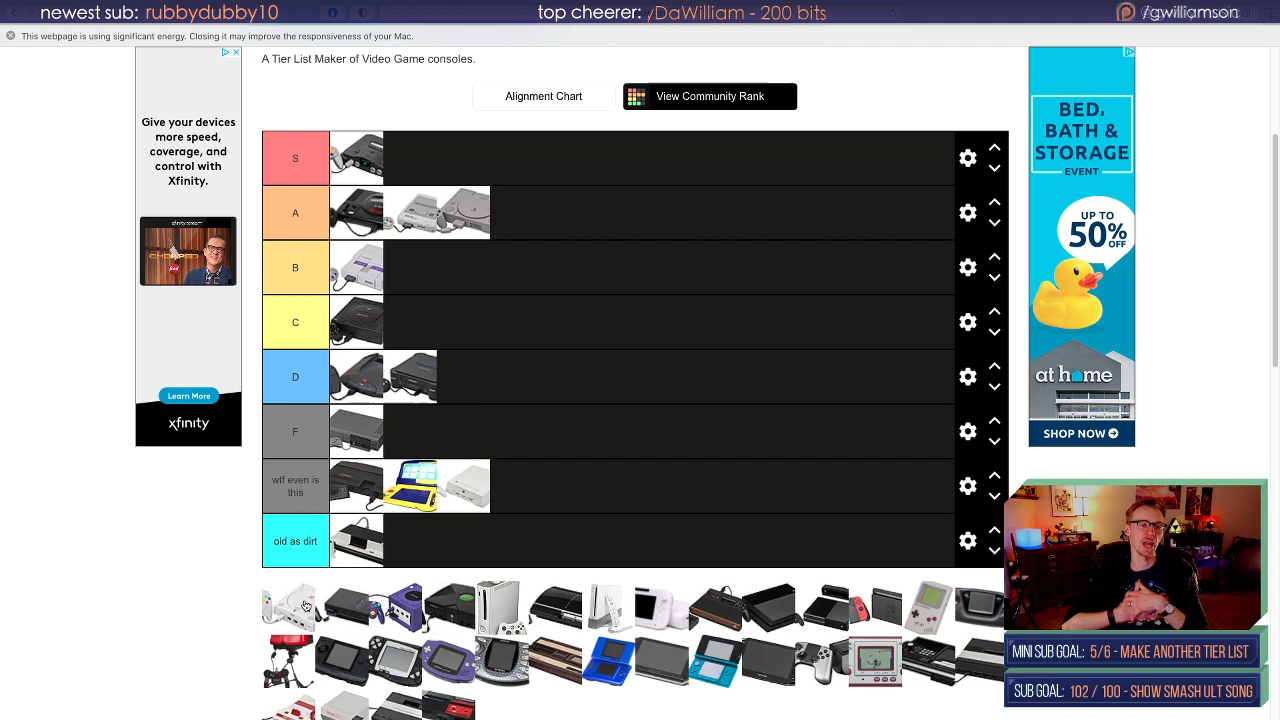 newest sub: rubbydubby10
top cheerer: yDaWilliam - 200 bits
This webpage is using significant energy. Closing it may improve the responsiveness of your Mac.
A Tier List Maker of Video Game consoles.
Alignment Chart
View Community Rank
Give your devices
more speed,
coverage, and
control with
Xfinity.
CHOPPED
food
Learn More
xfinity
S
A
B
C
D
F
wtf even is
this
old as dirt
BED,
BATH &
STORAGE
EVENT
UP TO
50%
OFF
at home
SHOP NOW
MINI SUB GOAL: 5/6 - MAKE ANOTHER TIER LIST
SUB GOAL: 102 / 100 - SHOW SMASH ULT SONG